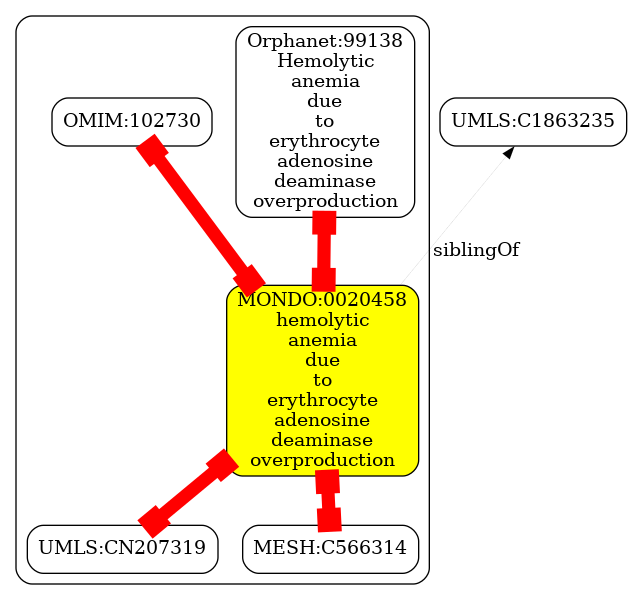 Orphanet:99138
Hemolytic
anemia
due
to
erythrocyte
adenosine
deaminase
overproduction
OMIM:102730
UMLS:C1863235
siblingOf
MONDO:0020458
hemolytic
anemia
due
to
erythrocyte
adenosine
deaminase
overproduction
UMLS:CN207319
MESH:C566314